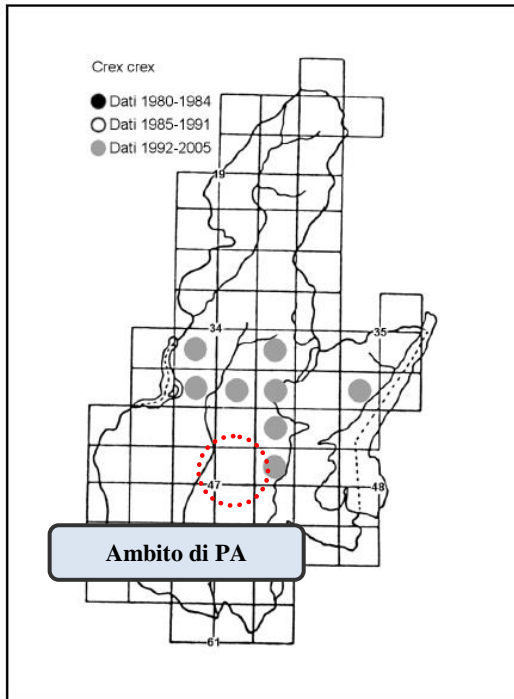 Crex crex
Dati 1980-1984
Dati 1985-1991
Dati 1992-2005
19
34
35
47
48
Ambito di PA
61